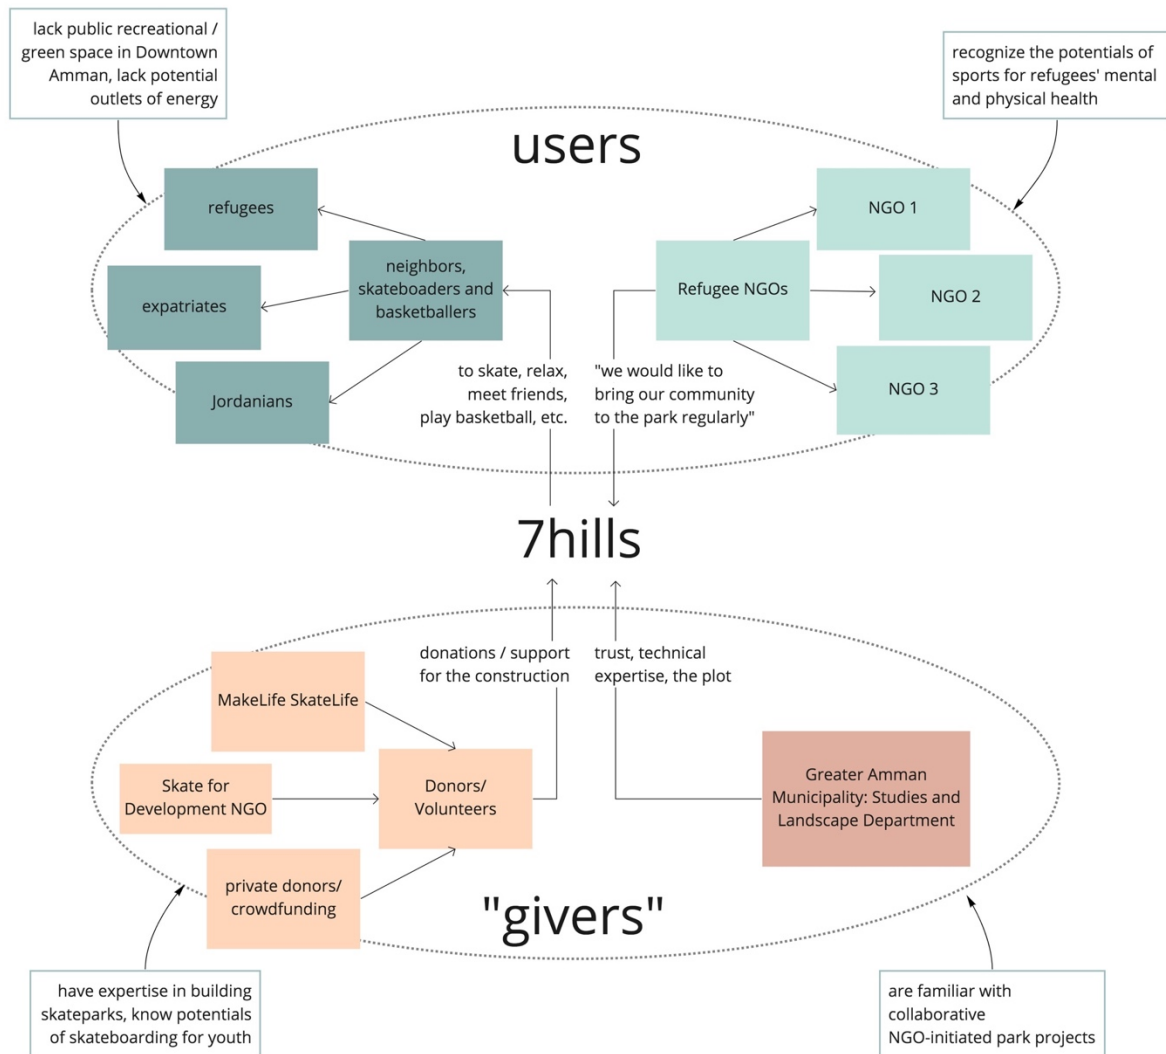 lack public recreational /
green space in Downtown
Amman, lack potential
outlets of energy
recognize the potentials of
sports for refugees' mental
and physical health
users
refugees
expatriates
Jordanians
neighbors,
skateboaders and
basketballers
Refugee NGOs
NGO 1
NGO 2
NGO 3
to skate, relax,
meet friends,
play basketball, etc.
"we would like to
bring our community
to the park regularly"
7hills
donations / support
for the construction
trust, technical
expertise, the plot
MakeLife SkateLife
Skate for
Development NGO
private donors/
crowdfunding
Donors/
Volunteers
Greater Amman
Municipality: Studies and
Landscape Department
"givers"
have expertise in building
skateparks, know potentials
of skateboarding for youth
are familiar with
collaborative
NGO-initiated park projects